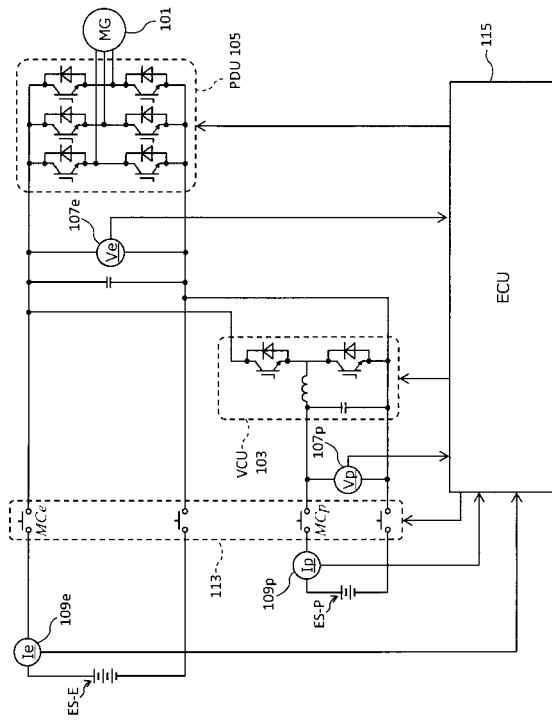 MG
101
PDU 105
107e
Ve
115
ECU
VCU
103
107p
Vp
MCe
MCp
113
109e
Ie
109p
Ip
ES-E
ES-P